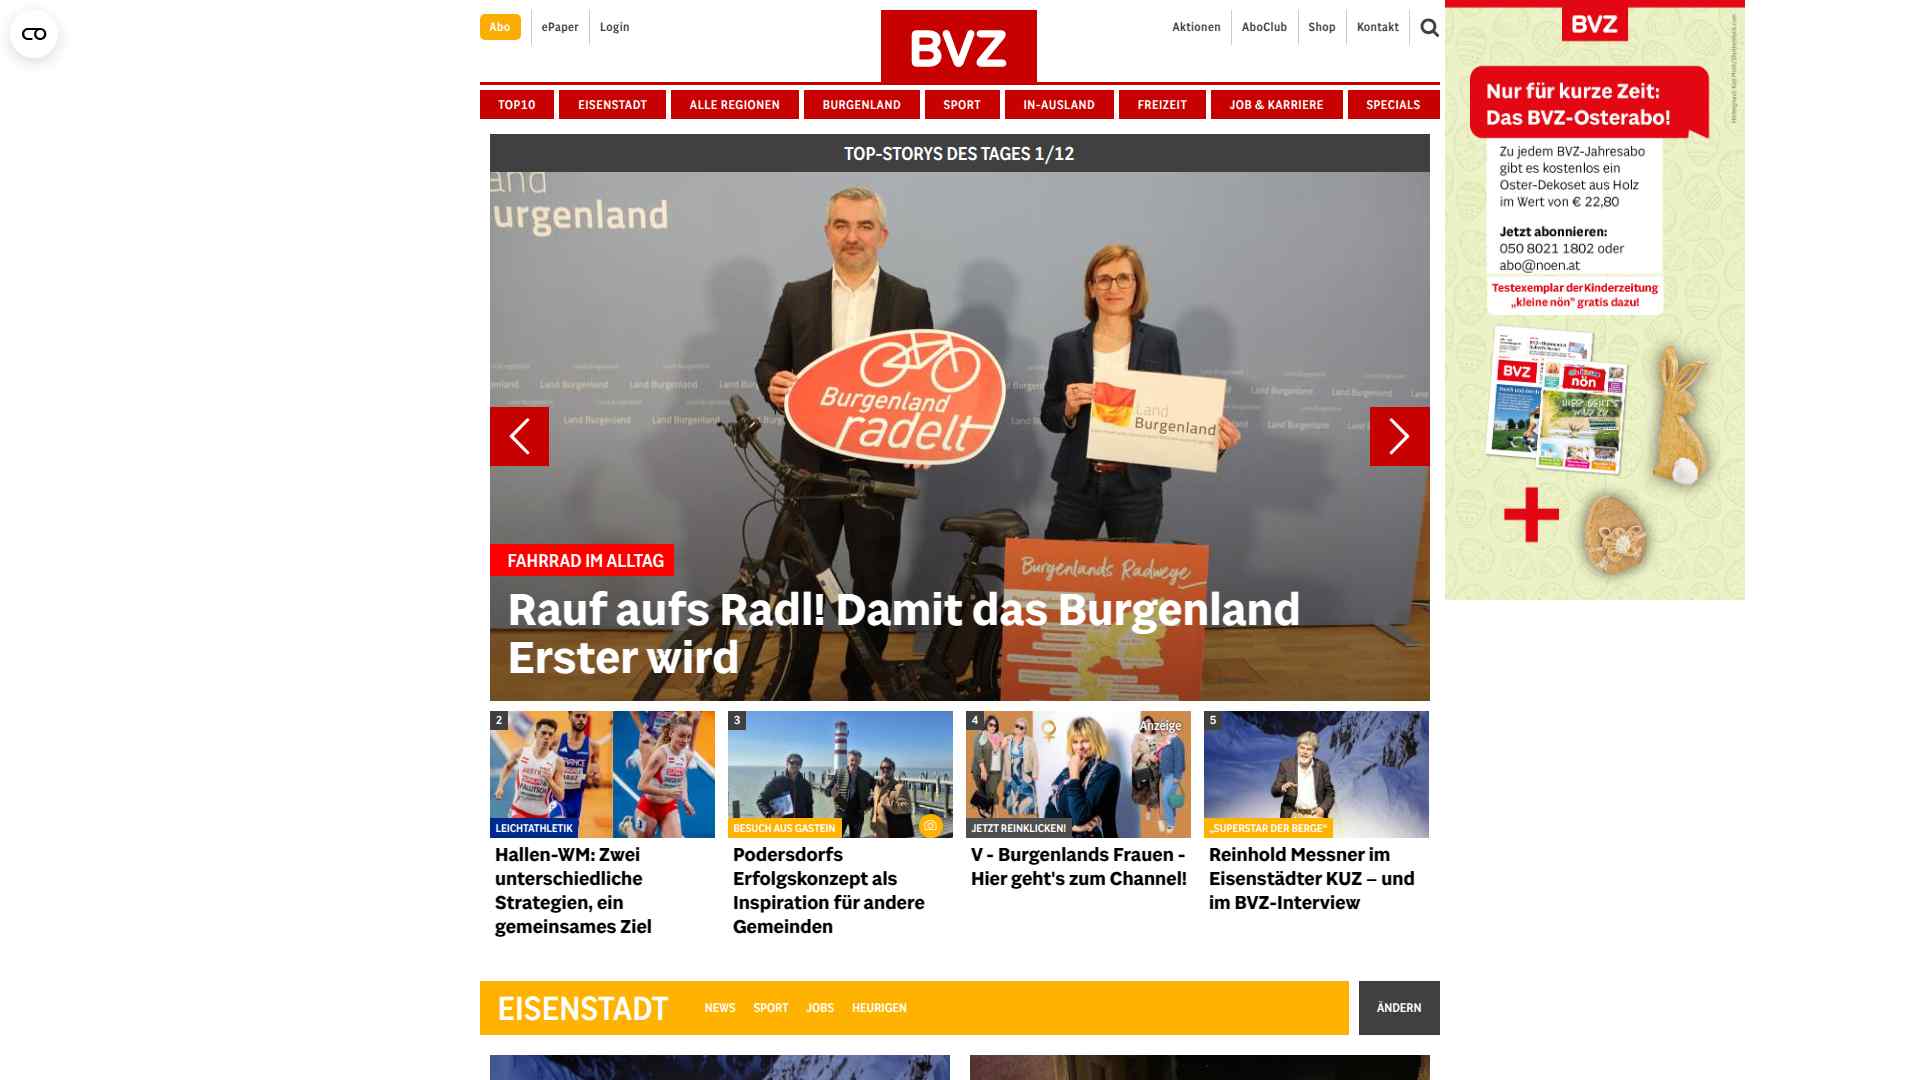 Abo
ePaper
Login
BVZ
Aktionen
AboClub
Shop
Kontakt
TOP10
EISENSTADT
ALLE REGIONEN
BURGENLAND
SPORT
IN-AUSLAND
FREIZEIT
JOB & KARRIERE
SPECIALS
TOP-STORYS DES TAGES 1/12
Burgenland
radelt
Land
Burgenland
Burgenlands Radwege
FAHRRAD IM ALLTAG
Rauf aufs Radl! Damit das Burgenland
Erster wird
2
LEICHTATHLETIK
Hallen-WM: Zwei
unterschiedliche
Strategien, ein
gemeinsames Ziel
3
BESUCH AUS GASTEIN
Podersdorfs
Erfolgskonzept als
Inspiration für andere
Gemeinden
4
Anzeige
JETZT REINKLICKEN!
V - Burgenlands Frauen -
Hier geht's zum Channel!
5
„SUPERSTAR DER BERGE“
Reinhold Messner im
Eisenstädter KUZ – und
im BVZ-Interview
EISENSTADT
NEWS
SPORT
JOBS
HEURIGEN
ÄNDERN
BVZ
Nur für kurze Zeit:
Das BVZ-Osterabo!
Zu jedem BVZ-Jahresabo
gibt es kostenlos ein
Oster-Dekoset aus Holz
im Wert von € 22,80
Jetzt abonnieren:
050 8021 1802 oder
abo@noen.at
Testexemplar der Kinderzeitung
„kleine nön“ gratis dazu!
BVZ
nön